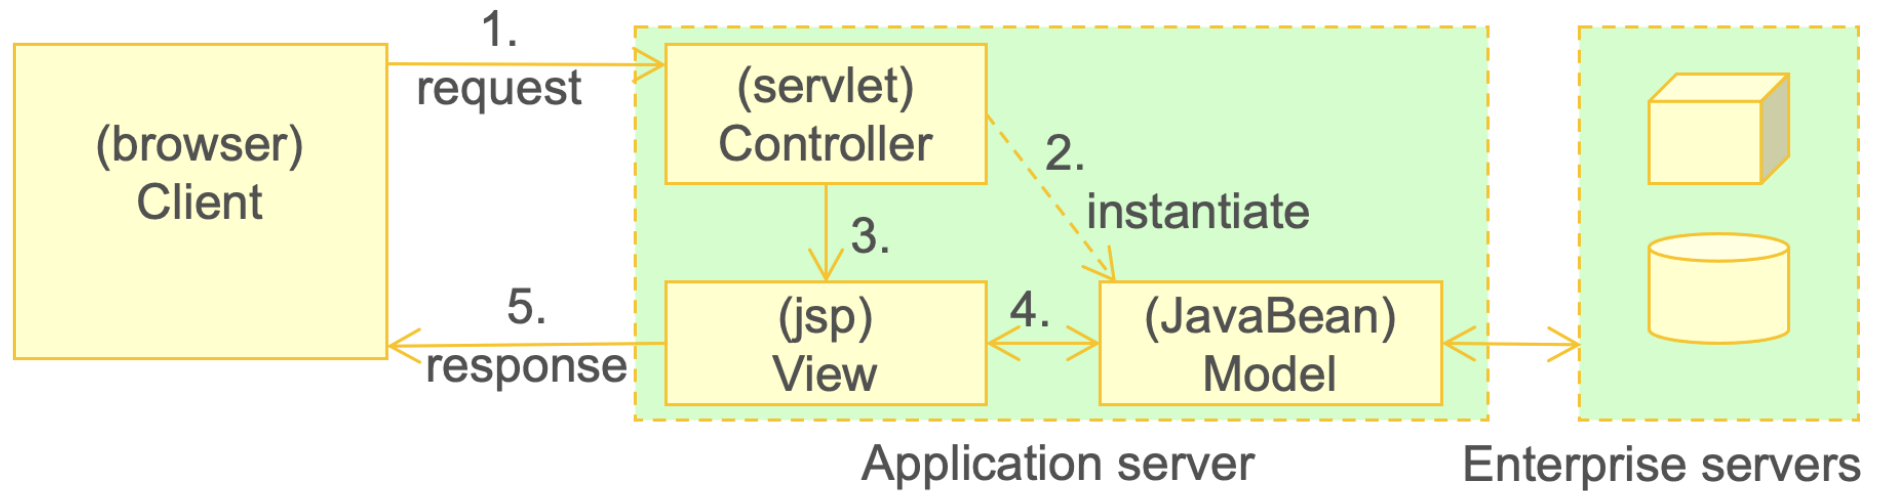 1.
request
(browser)
Client
(servlet)
Controller
2.
instantiate
3.
(jsp)
View
4.
(JavaBean)
Model
5.
response
Application server
Enterprise servers